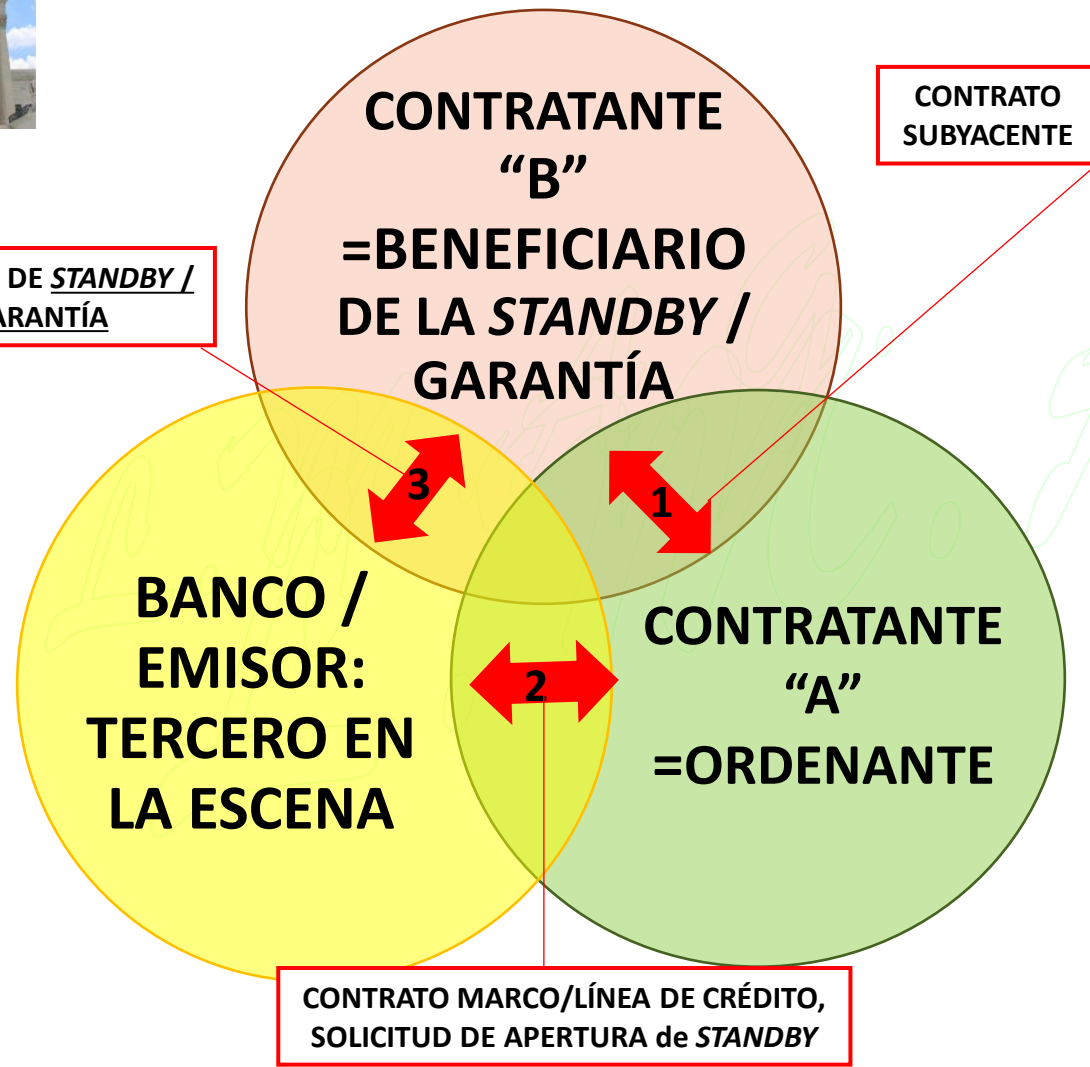 CONTRATANTE
“B”
=BENEFICIARIO
DE LA STANDBY /
GARANTÍA
CONTRATO
SUBYACENTE
DE STANDBY /
3
1
BANCO /
EMISOR:
TERCERO EN
LA ESCENA
2
CONTRATANTE
“A”
=ORDENANTE
CONTRATO MARCO/LÍNEA DE CRÉDITO,
SOLICITUD DE APERTURA de STANDBY